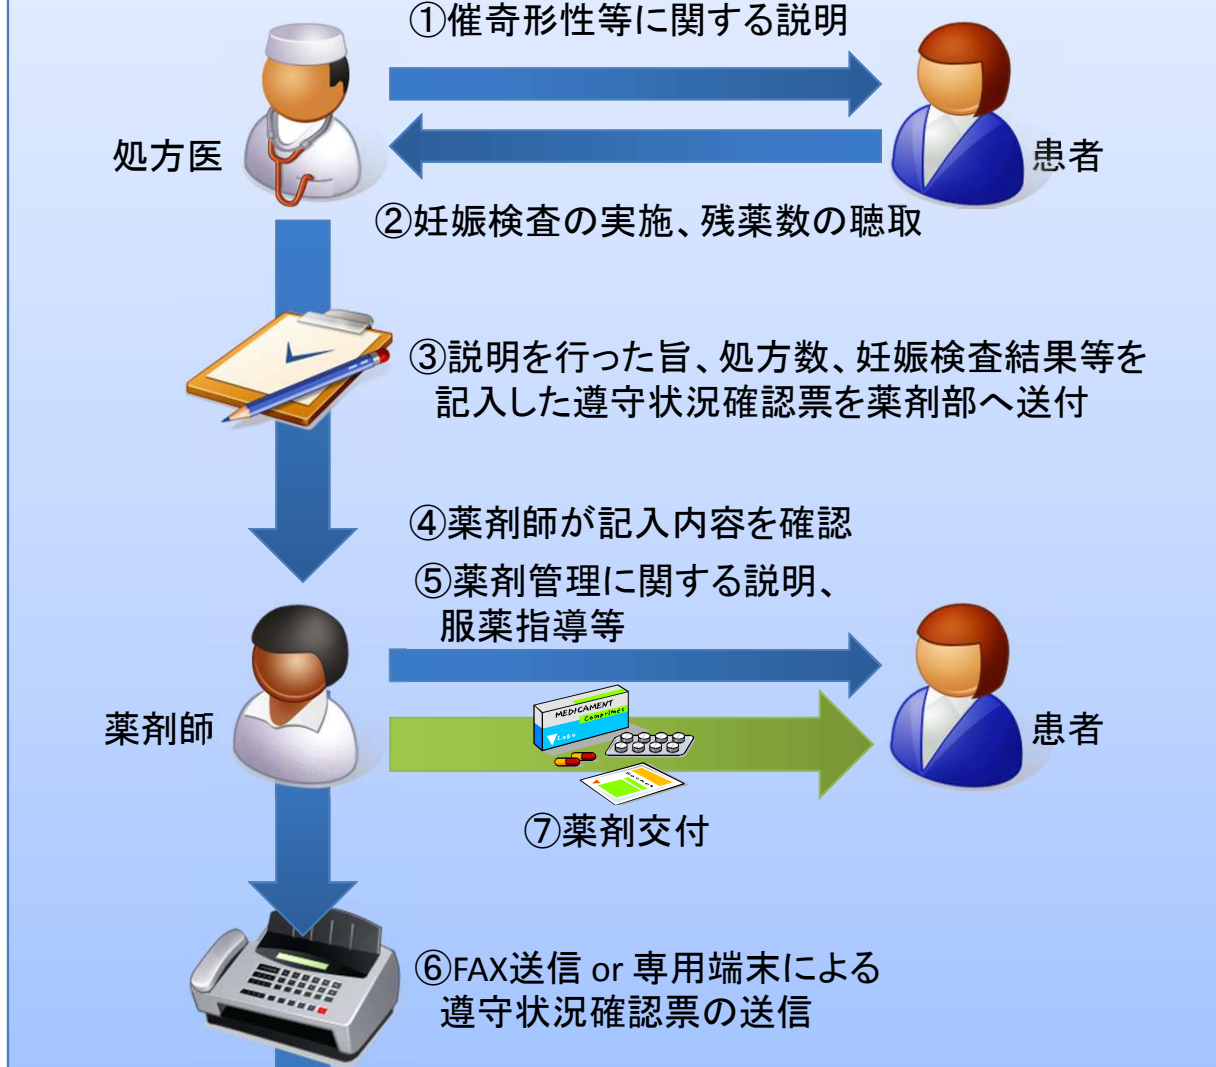 ①催奇形性等に関する説明
処方医
患者
②妊娠検査の実施、残薬数の聴取
③説明を行った旨、処方数、妊娠検査結果等を
記入した遵守状況確認票を薬剤部へ送付
④薬剤師が記入内容を確認
⑤薬剤管理に関する説明、
服薬指導等
薬剤師
MEDICAMENT
Comprimes
Labo
患者
⑦薬剤交付
⑥FAX送信 or 専用端末による
遵守状況確認票の送信